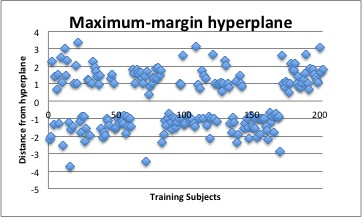 Maximum-margin hyperplane
Distance from hyperplane
4
3
2
1
0
-1
-2
-3
-4
-5
0 50 100 150 200
Training Subjects